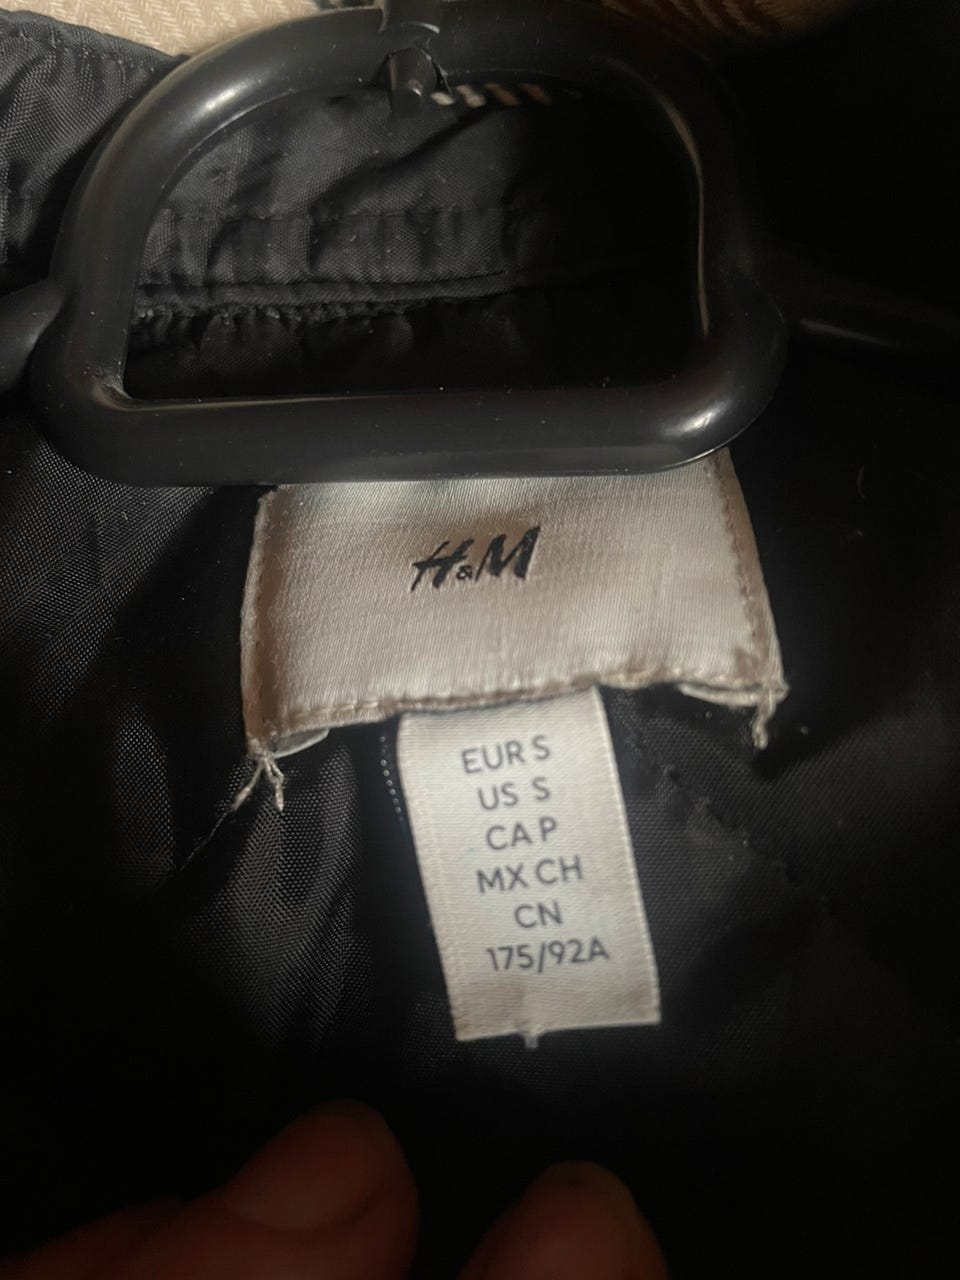 H&M
EUR S
US S
CA P
MX CH
CN
175/92A